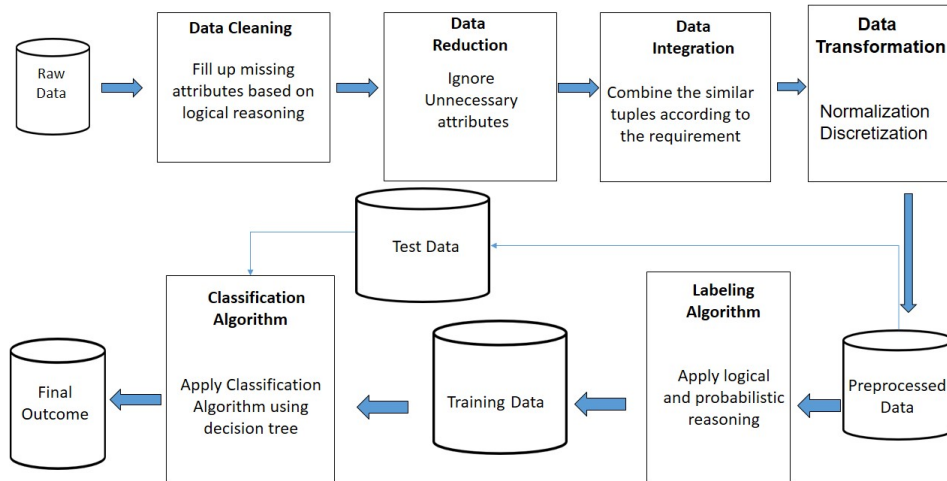 Raw
Data
Data Cleaning
Fill up missing
attributes based on
logical reasoning
Data
Reduction
Ignore
Unnecessary
attributes
Data
Integration
Combine the similar
tuples according to
the requirement
Data
Transformation
Normalization
Discretization
Test Data
Classification
Algorithm
Apply Classification
Algorithm using
decision tree
Labeling
Algorithm
Apply logical
and probabilistic
reasoning
Final
Outcome
Training Data
Preprocessed
Data